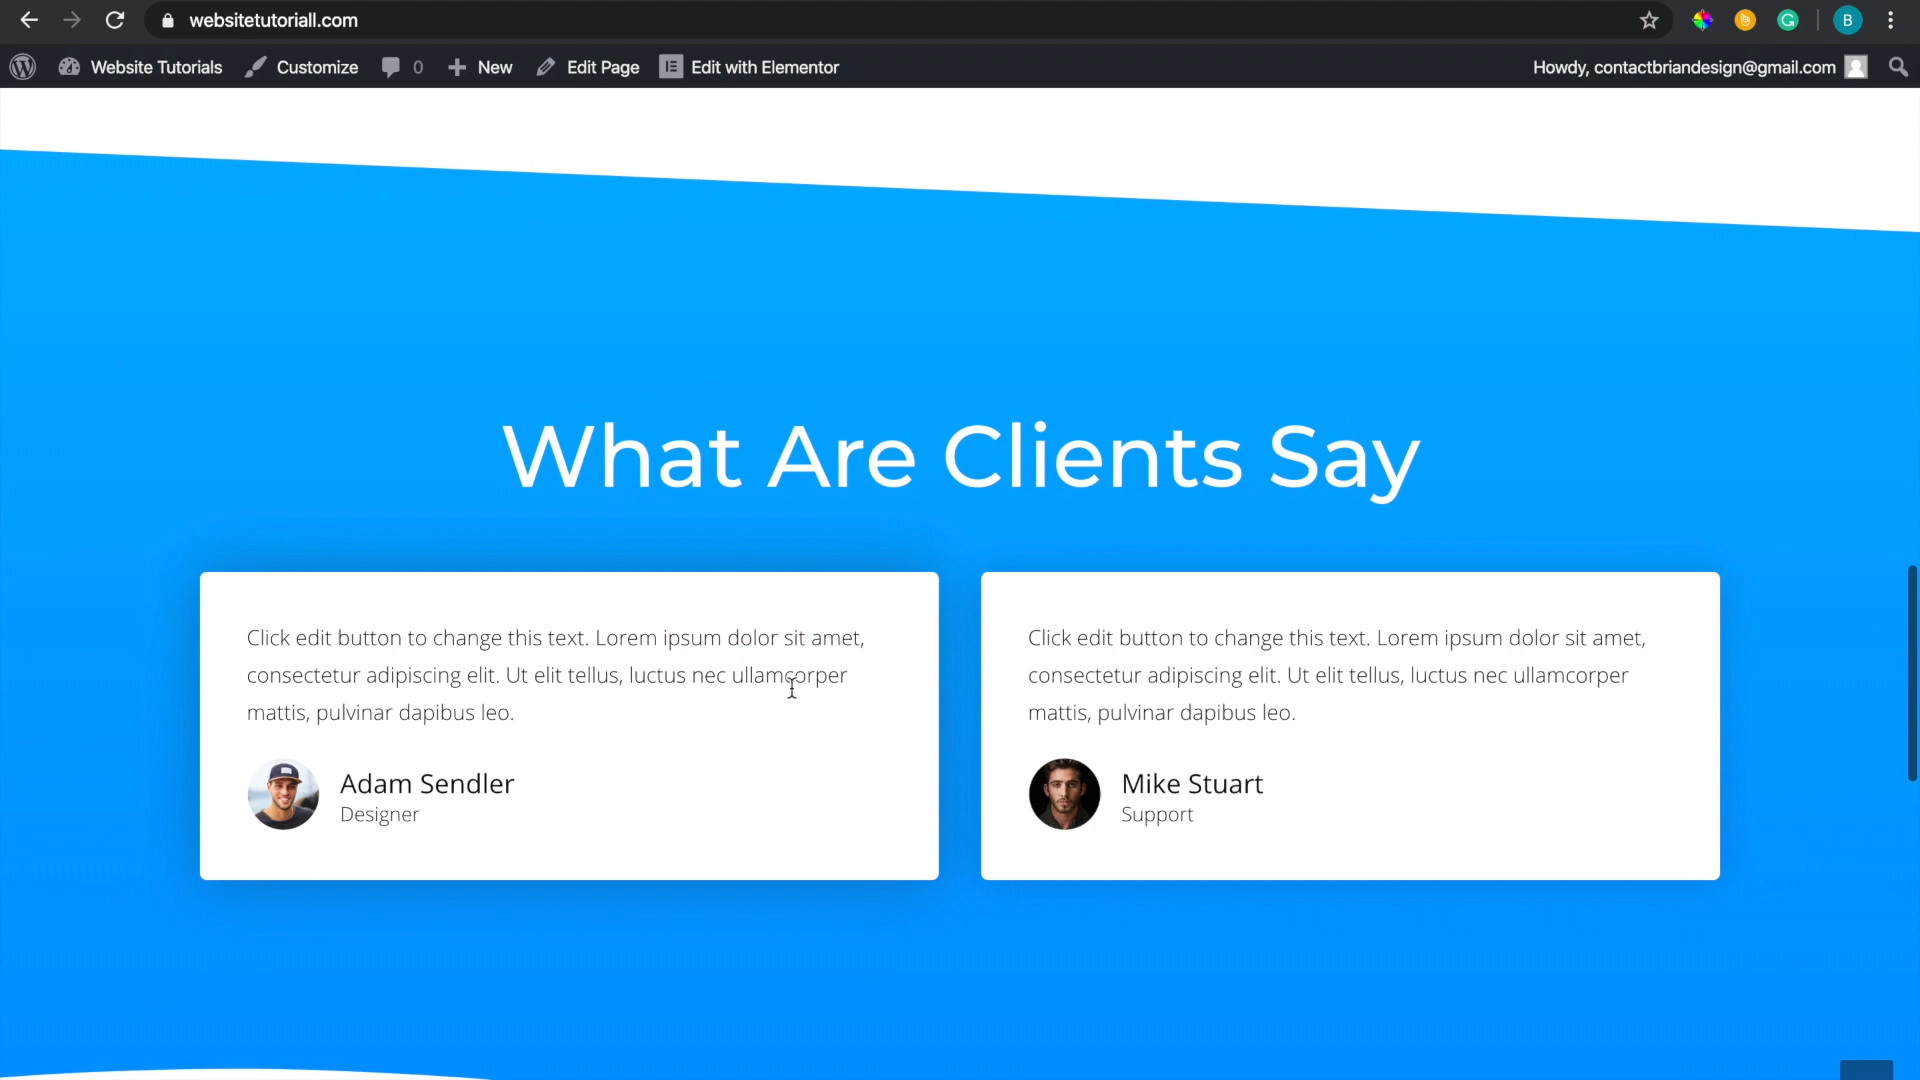 websitetutoriall.com
B
Website Tutorials Customize 0 New Edit Page Edit with Elementor Howdy, contactbriandesign@gmail.com
What Are Clients Say
Click edit button to change this text. Lorem ipsum dolor sit amet,
consectetur adipiscing elit. Ut elit tellus, luctus nec ullamcorper
mattis, pulvinar dapibus leo.
Adam Sendler
Designer
Click edit button to change this text. Lorem ipsum dolor sit amet,
consectetur adipiscing elit. Ut elit tellus, luctus nec ullamcorper
mattis, pulvinar dapibus leo.
Mike Stuart
Support